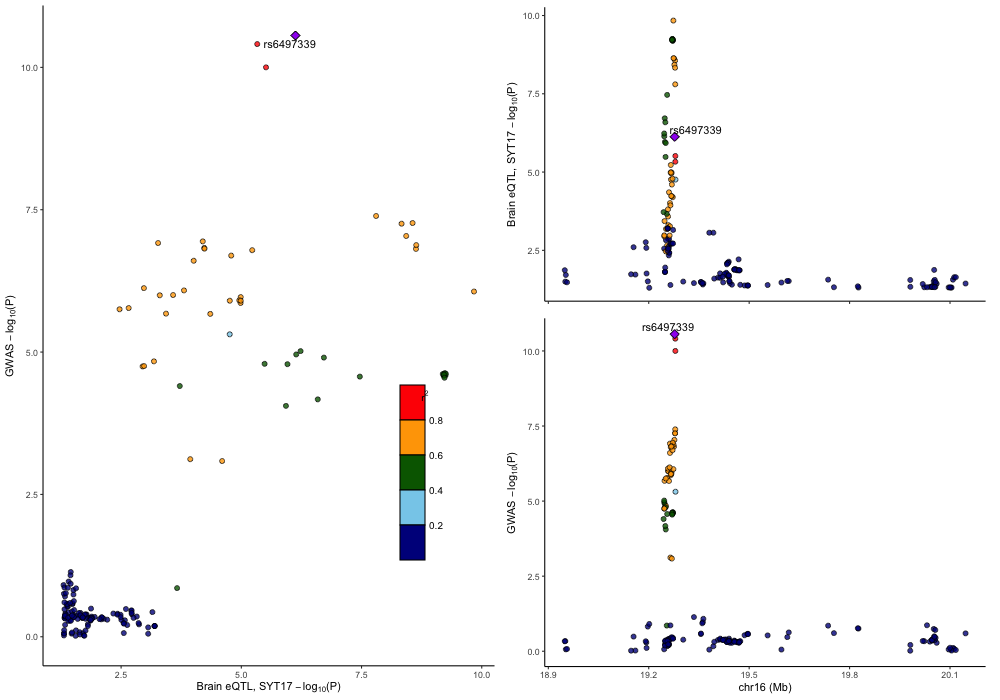 GWAS − log10(P)
10.0
7.5
5.0
2.5
0.0
rs6497339
r2
0.8
0.6
0.4
0.2
2.5 5.0 7.5 10.0
Brain eQTL, SYT17 − log10(P)
Brain eQTL, SYT17 − log10(P)
10.0
7.5
5.0
2.5
rs6497339
GWAS − log10(P)
10.0
7.5
5.0
2.5
0.0
rs6497339
18.9 19.2 19.5 19.8 20.1
chr16 (Mb)